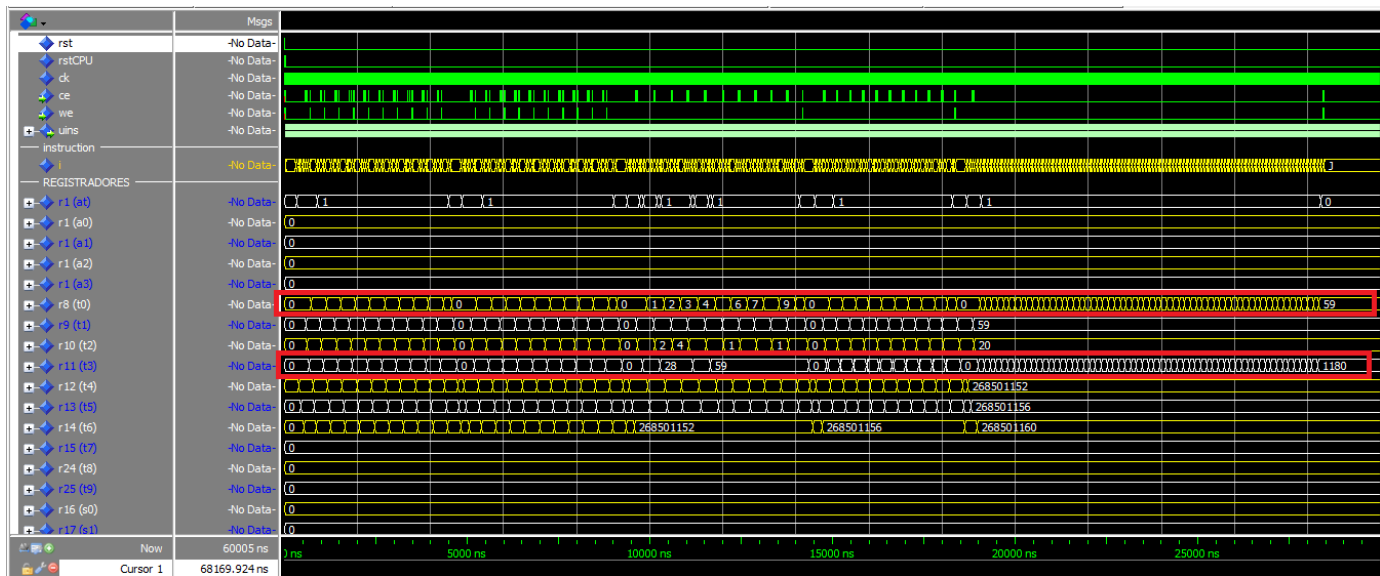 Msgs
rst -No Data-
rstCPU -No Data-
ck -No Data-
ce -No Data-
we -No Data-
uins -No Data-
instruction
i -No Data- J
REGISTRADORES
r1 (at) -No Data- 1 1 1 1 1 1 0
r1 (a0) -No Data- 0
r1 (a1) -No Data- 0
r1 (a2) -No Data- 0
r1 (a3) -No Data- 0
r8 (t0) -No Data- 0 0 0 1 2 3 4 6 7 9 0 0 59
r9 (t1) -No Data- 0 0 0 0 59
r10 (t2) -No Data- 0 0 0 2 4 1 1 0 20
r11 (t3) -No Data- 0 0 0 28 59 0 0 1180
r12 (t4) -No Data- 268501152
r13 (t5) -No Data- 0 268501156
r14 (t6) -No Data- 0 268501152 268501156 268501160
r15 (t7) -No Data- 0
r24 (t8) -No Data- 0
r25 (t9) -No Data- 0
r16 (s0) -No Data- 0
r17 (s1) -No Data- 0
Now 60005 ns ns 5000 ns 10000 ns 15000 ns 20000 ns 25000 ns
Cursor 1 68169.924 ns